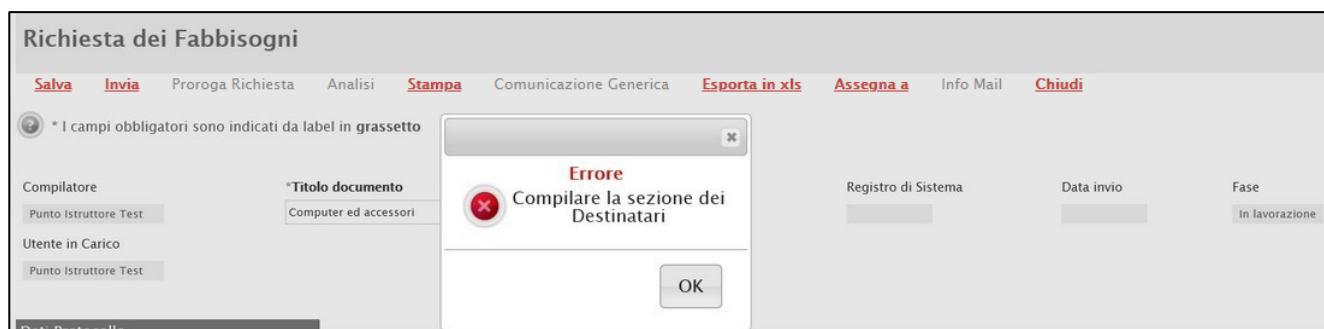 Richiesta dei Fabbisogni
Salva Invia Proroga Richiesta Analisi Stampa Comunicazione Generica Esporta in xls Assegna a Info Mail Chiudi
* I campi obbligatori sono indicati da label in grassetto
Errore
Compilare la sezione dei
Destinatari
OK
Compilatore *Titolo documento Registro di Sistema Data invio Fase
Punto Istruttore Test Computer ed accessori In lavorazione
Utente in Carico
Punto Istruttore Test
Dati Protocollo